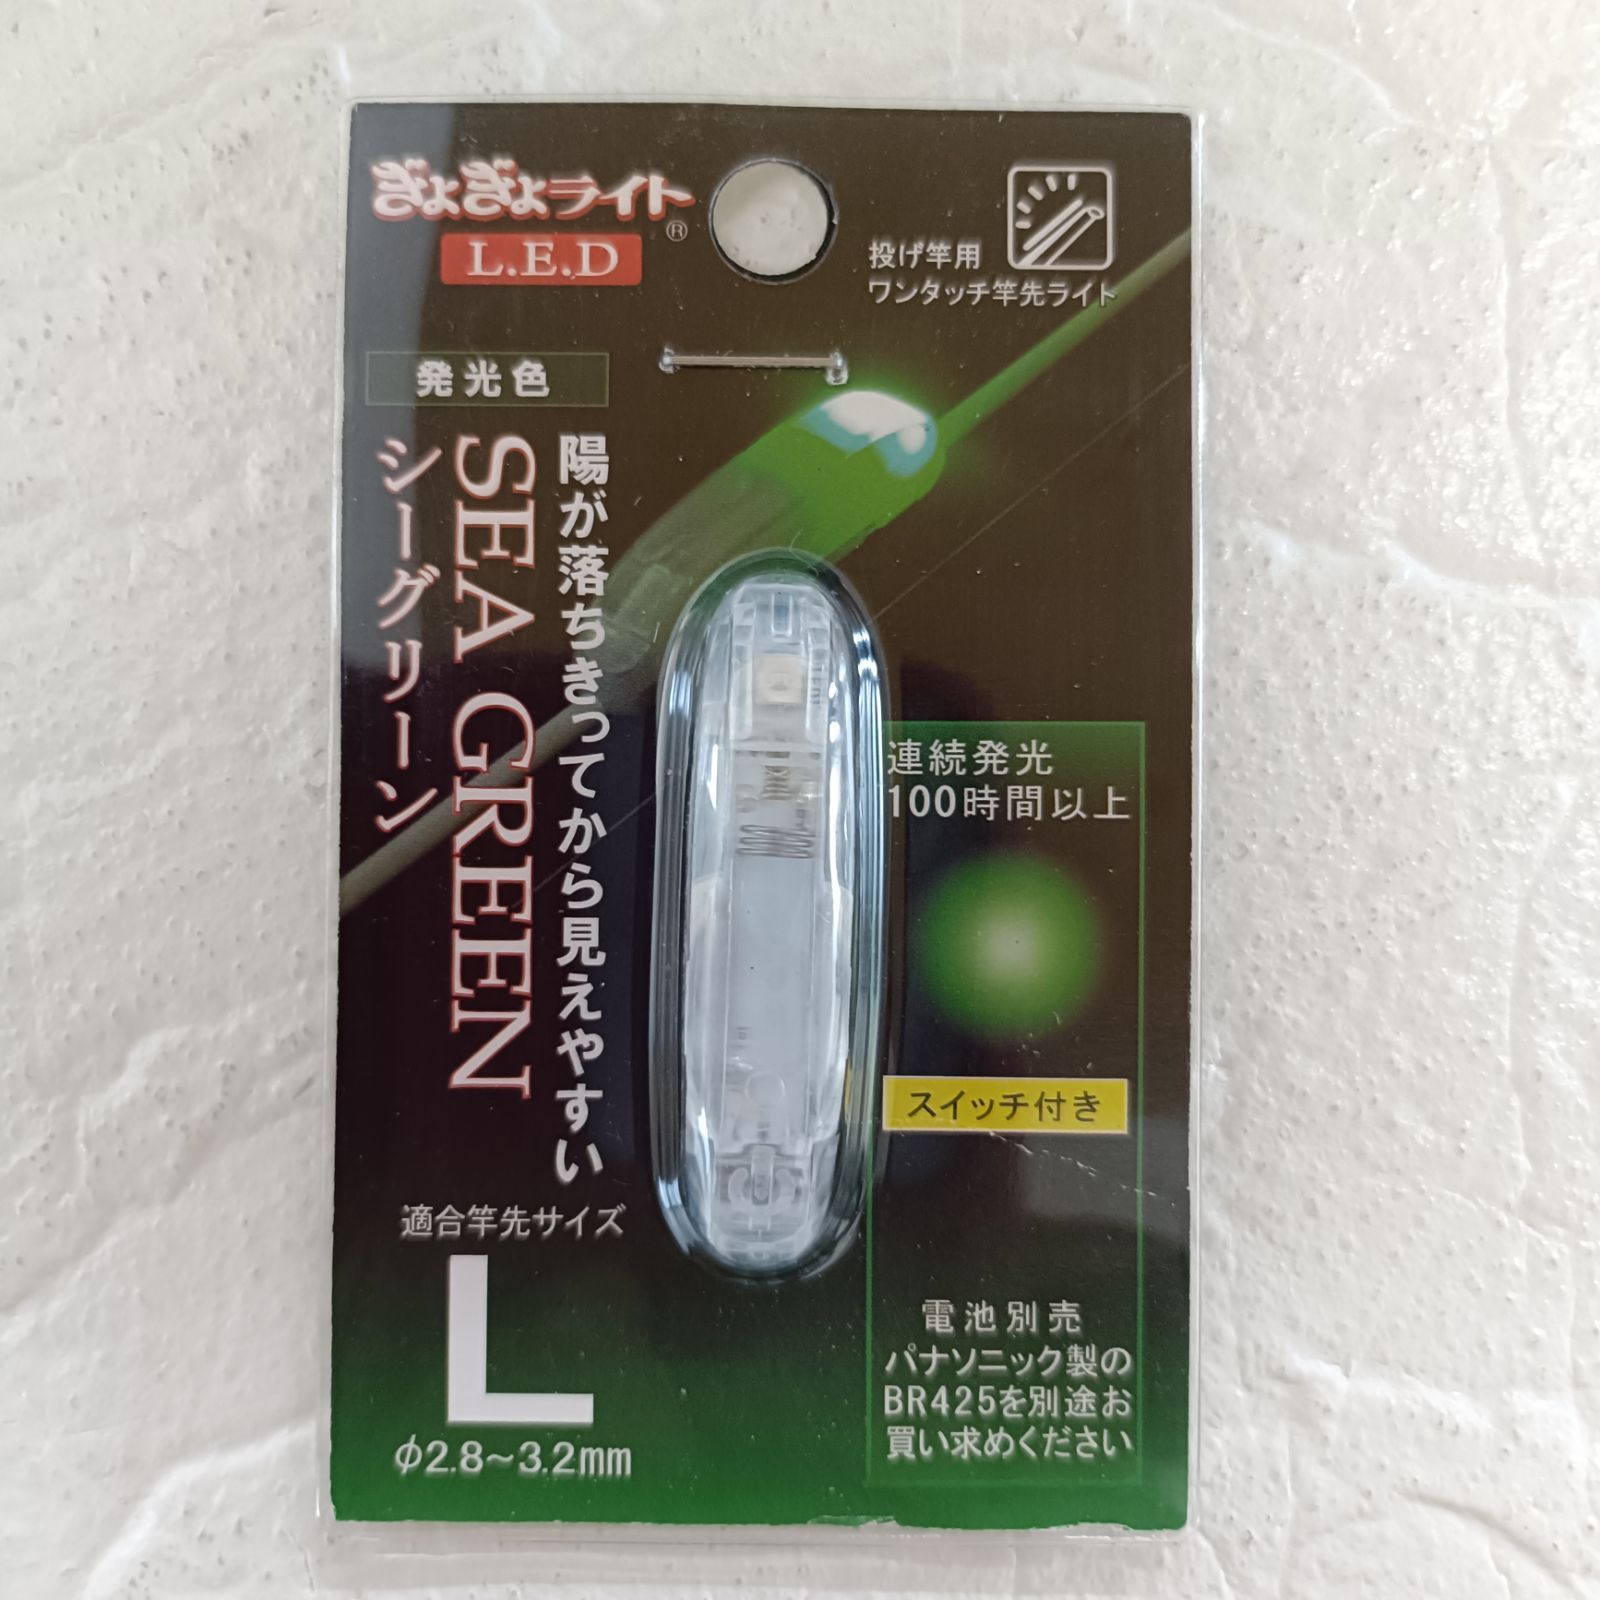 ぎょぎょライト®
L.E.D
投げ竿用
ワンタッチ竿先ライト
発光色
陽が落ちきってから見えやすい
SEA GREEN
シーグリーン
連続発光
100時間以上
スイッチ付き
適合竿先サイズ
L
φ2.8～3.2mm
電池別売
パナソニック製の
BR425を別途お
買い求めください